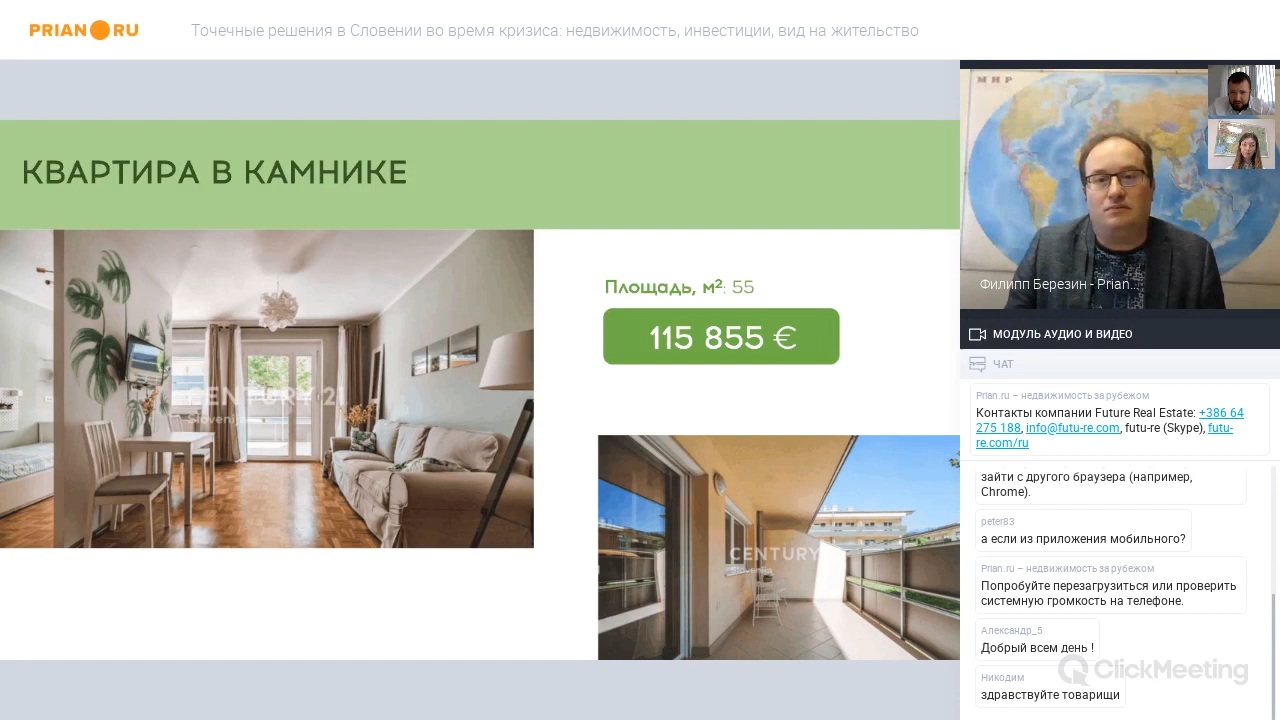 PRIAN RU
Точечные решения в Словении во время кризиса: недвижимость, инвестиции, вид на жительство
КВАРТИРА В КАМНИКЕ
CENTURY 21
Slovenija
Площадь, м²: 55
115 855 €
CENTURY
Slovenija
МИР
Филипп Березин - Prian...
МОДУЛЬ АУДИО И ВИДЕО
ЧАТ
Prian.ru – недвижимость за рубежом
Контакты компании Future Real Estate: +386 64
275 188, info@futu-re.com, futu-re (Skype), futu-
re.com/ru
зайти с другого браузера (например,
Chrome).
peter83
а если из приложения мобильного?
Prian.ru – недвижимость за рубежом
Попробуйте перезагрузиться или проверить
системную громкость на телефоне.
Александр_5
Добрый всем день !
Никодим
здравствуйте товарищи
ClickMeeting